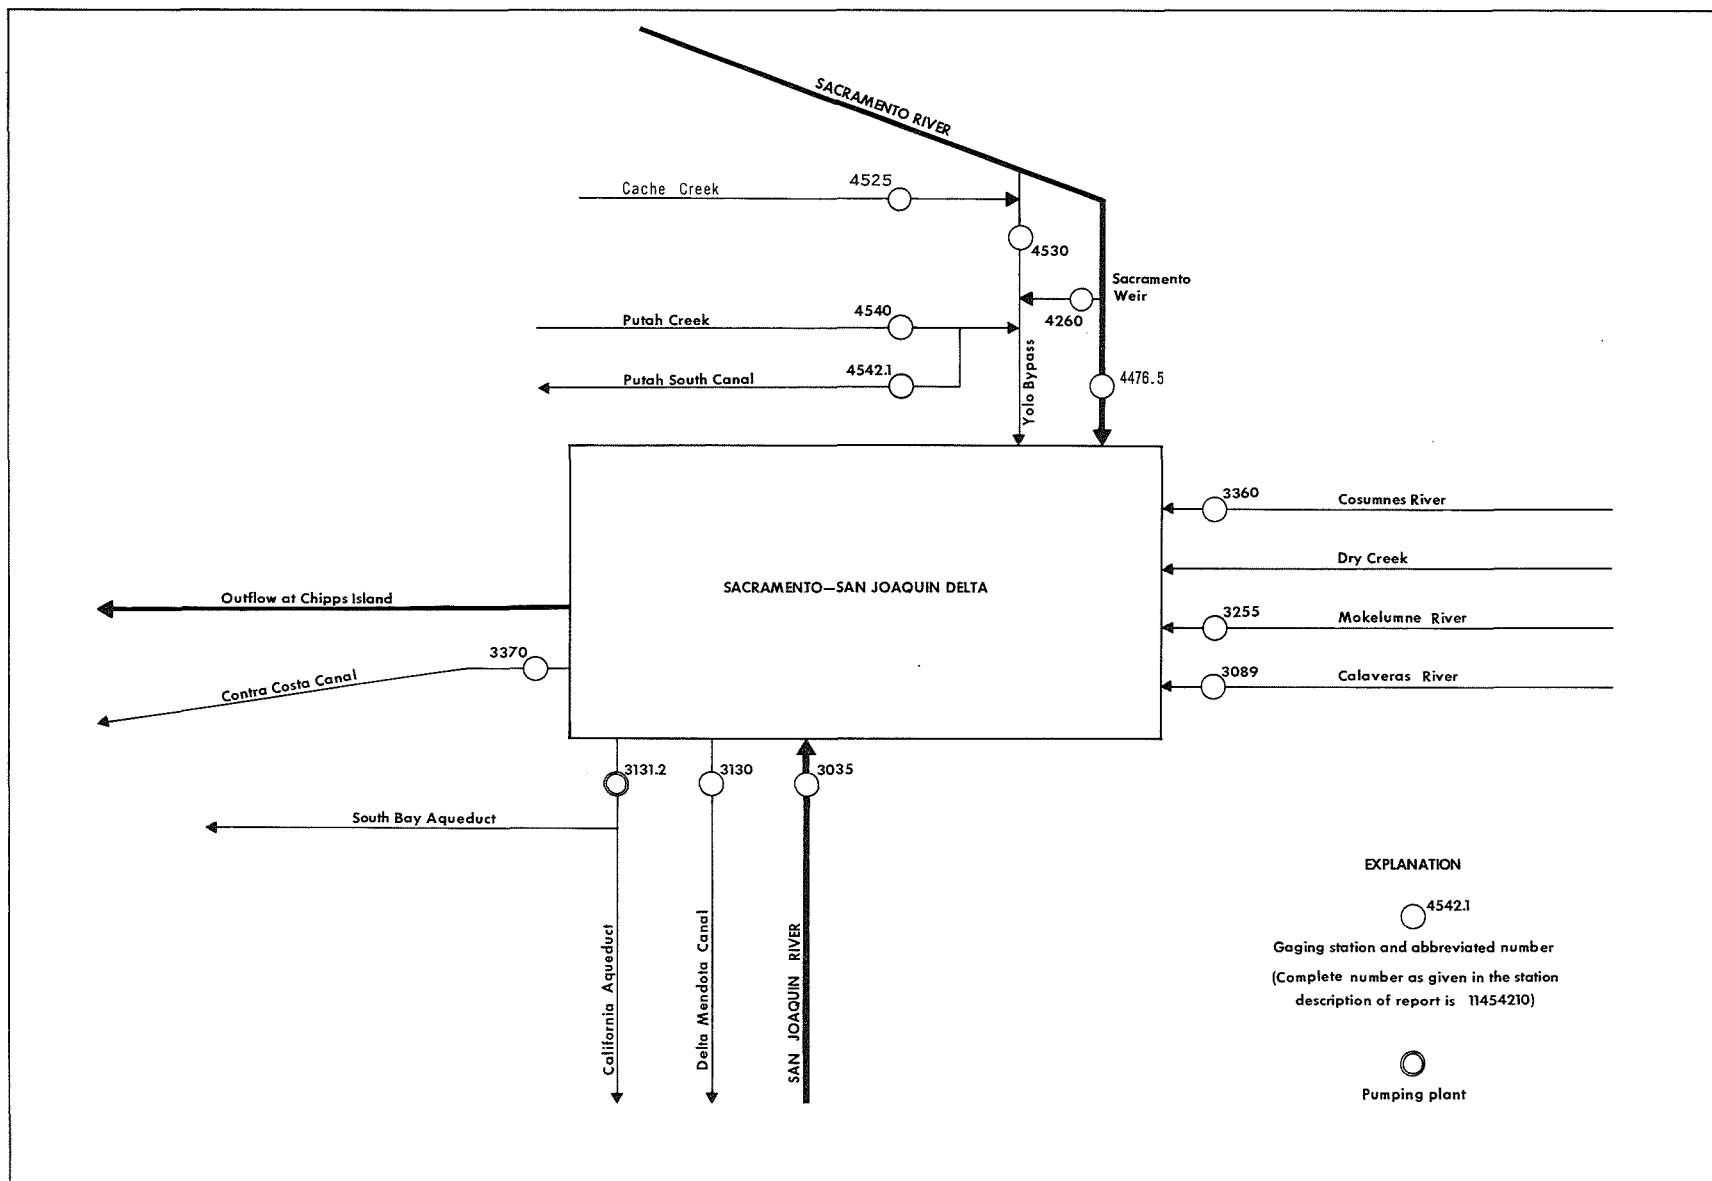 SACRAMENTO RIVER
Cache Creek
4525
4530
Sacramento
Weir
4260
Putah Creek
4540
Putah South Canal
4542.1
Yolo Bypass
4476.5
3360
Cosumnes River
Dry Creek
SACRAMENTO—SAN JOAQUIN DELTA
Outflow at Chipps Island
3255
Mokelumne River
3370
Contra Costa Canal
3089
Calaveras River
3131.2
3130
3035
South Bay Aqueduct
California Aqueduct
Delta Mendota Canal
SAN JOAQUIN RIVER
EXPLANATION
4542.1
Gaging station and abbreviated number
(Complete number as given in the station
description of report is 11454210)
Pumping plant